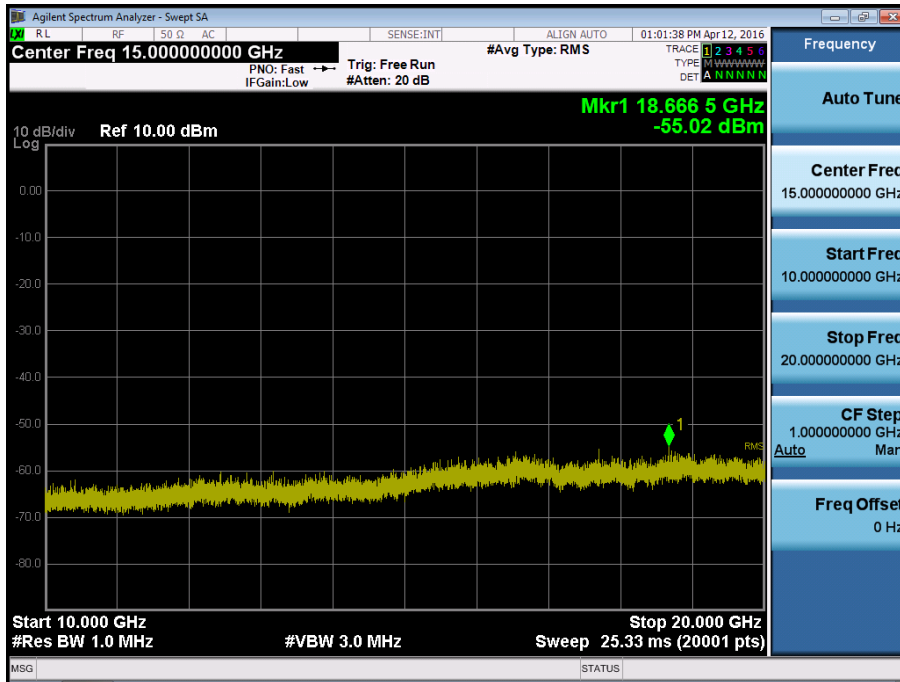 Agilent Spectrum Analyzer - Swept SA
LXI RL RF 50 Ω AC SENSE:INT ALIGN AUTO 01:01:38 PM Apr 12, 2016
Center Freq 15.000000000 GHz
PNO: Fast
IFGain:Low
Trig: Free Run
#Atten: 20 dB
#Avg Type: RMS
TRACE 1 2 3 4 5 6
TYPE M WWWWW
DET A N N N N N
Mkr1 18.666 5 GHz
-55.02 dBm
10 dB/div Ref 10.00 dBm
Log
0.00
-10.0
-20.0
-30.0
-40.0
-50.0
-60.0
-70.0
-80.0
1
RMS
Start 10.000 GHz Stop 20.000 GHz
#Res BW 1.0 MHz #VBW 3.0 MHz Sweep 25.33 ms (20001 pts)
MSG STATUS
Frequency
Auto Tune
Center Freq
15.000000000 GHz
Start Freq
10.000000000 GHz
Stop Freq
20.000000000 GHz
CF Step
1.000000000 GHz
Auto Man
Freq Offset
0 Hz